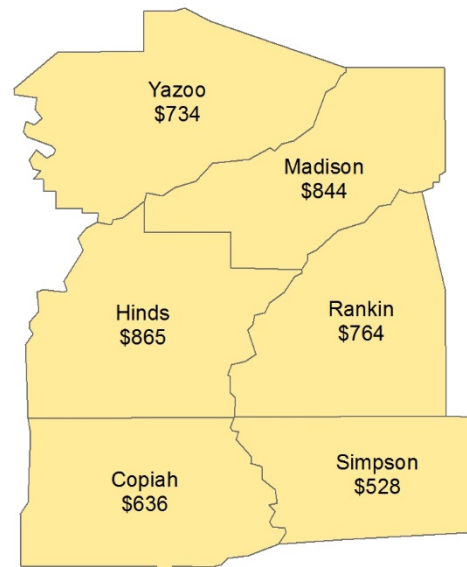 Yazoo
$734
Madison
$844
Hinds
$865
Rankin
$764
Copiah
$636
Simpson
$528